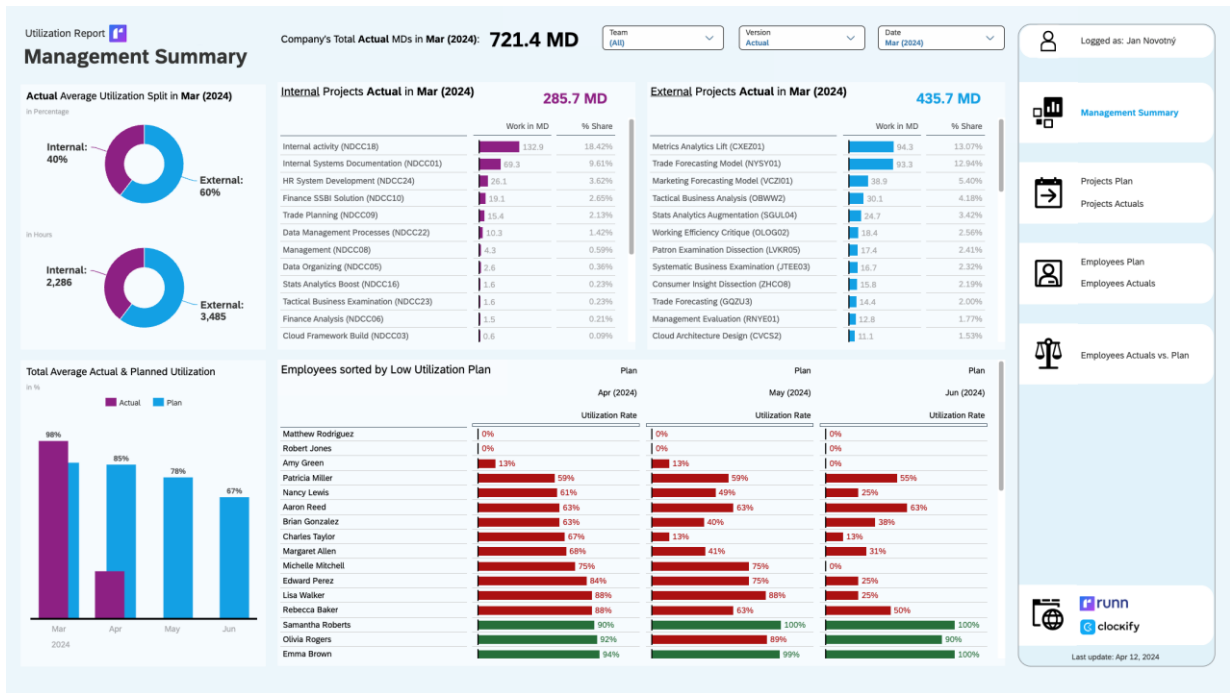 Utilization Report
Management Summary
Company's Total Actual MDs in Mar (2024): 721.4 MD
Team
(All)
Version
Actual
Date
Mar (2024)
Actual Average Utilization Split in Mar (2024)
in Percentage
Internal:
40%
External:
60%
in Hours
Internal:
2,286
External:
3,485
Internal Projects Actual in Mar (2024)
285.7 MD
Work in MD % Share
Internal activity (NDCC18) 132.9 18.42%
Internal Systems Documentation (NDCC01) 69.3 9.61%
HR System Development (NDCC24) 26.1 3.62%
Finance SSBI Solution (NDCC10) 19.1 2.65%
Trade Planning (NDCC09) 15.4 2.13%
Data Management Processes (NDCC22) 10.3 1.42%
Management (NDCC08) 4.3 0.59%
Data Organizing (NDCC05) 2.6 0.36%
Stats Analytics Boost (NDCC16) 1.6 0.23%
Tactical Business Examination (NDCC23) 1.6 0.23%
Finance Analysis (NDCC06) 1.5 0.21%
Cloud Framework Build (NDCC03) 0.6 0.09%
External Projects Actual in Mar (2024)
435.7 MD
Work in MD % Share
Metrics Analytics Lift (CXEZ01) 94.3 13.07%
Trade Forecasting Model (NYSY01) 93.3 12.94%
Marketing Forecasting Model (VCZI01) 38.9 5.40%
Tactical Business Analysis (OBWW2) 30.1 4.18%
Stats Analytics Augmentation (SGUL04) 24.7 3.42%
Working Efficiency Critique (OLOG02) 18.4 2.56%
Patron Examination Dissection (LVKR05) 17.4 2.41%
Systematic Business Examination (JTEE03) 16.7 2.32%
Consumer Insight Dissection (ZHCO8) 15.8 2.19%
Trade Forecasting (GQZU3) 14.4 2.00%
Management Evaluation (RNYE01) 12.8 1.77%
Cloud Architecture Design (CVCS2) 11.1 1.53%
Total Average Actual & Planned Utilization
in %
Actual Plan
98%
85%
78%
67%
Mar Apr May Jun
2024
Employees sorted by Low Utilization Plan
Plan Plan Plan
Apr (2024) May (2024) Jun (2024)
Utilization Rate Utilization Rate Utilization Rate
Matthew Rodriguez 0% 0% 0%
Robert Jones 0% 0% 0%
Amy Green 13% 13% 0%
Patricia Miller 59% 59% 55%
Nancy Lewis 61% 49% 25%
Aaron Reed 63% 63% 63%
Brian Gonzalez 63% 40% 38%
Charles Taylor 67% 13% 13%
Margaret Allen 68% 41% 31%
Michelle Mitchell 75% 75% 0%
Edward Perez 84% 75% 25%
Lisa Walker 88% 88% 25%
Rebecca Baker 88% 63% 50%
Samantha Roberts 90% 100% 100%
Olivia Rogers 92% 89% 90%
Emma Brown 94% 99% 100%
Logged as: Jan Novotný
Management Summary
Projects Plan
Projects Actuals
Employees Plan
Employees Actuals
Employees Actuals vs. Plan
runn
clockify
Last update: Apr 12, 2024